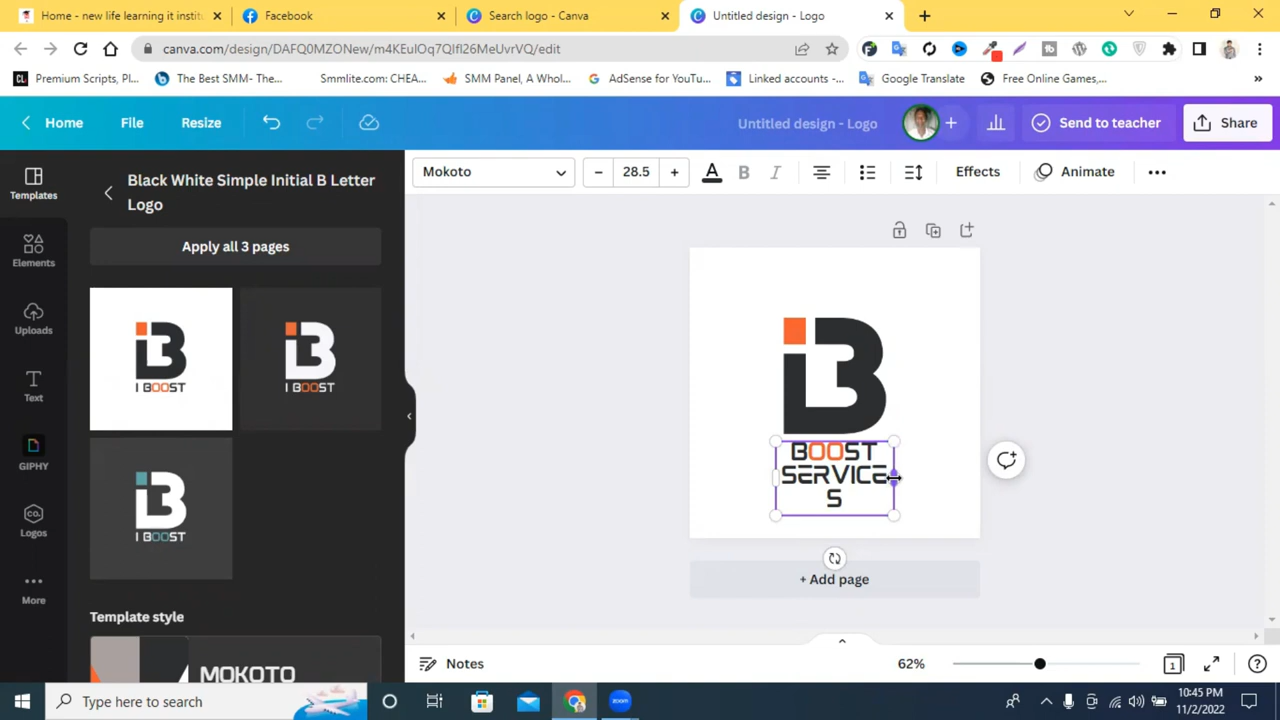 Home - new life learning it instit
Facebook
Search logo - Canva
Untitled design - Logo
canva.com/design/DAFQ0MZONew/m4KEulOq7QIfl26MeUvrVQ/edit
Premium Scripts, Pl...
The Best SMM- The...
Smmlite.com: CHEA...
SMM Panel, A Whol...
AdSense for YouTu...
Linked accounts -...
Google Translate
Free Online Games,...
Home
File
Resize
Untitled design - Logo
Send to teacher
Share
Templates
Elements
Uploads
Text
GIPHY
Logos
More
Black White Simple Initial B Letter
Logo
Apply all 3 pages
I BOOST
I BOOST
I BOOST
Template style
MOKOTO
Mokoto
28.5
A
B
I
Effects
Animate
BOOST
SERVICE
S
+ Add page
Notes
62%
1
Type here to search
zoom
10:45 PM
11/2/2022